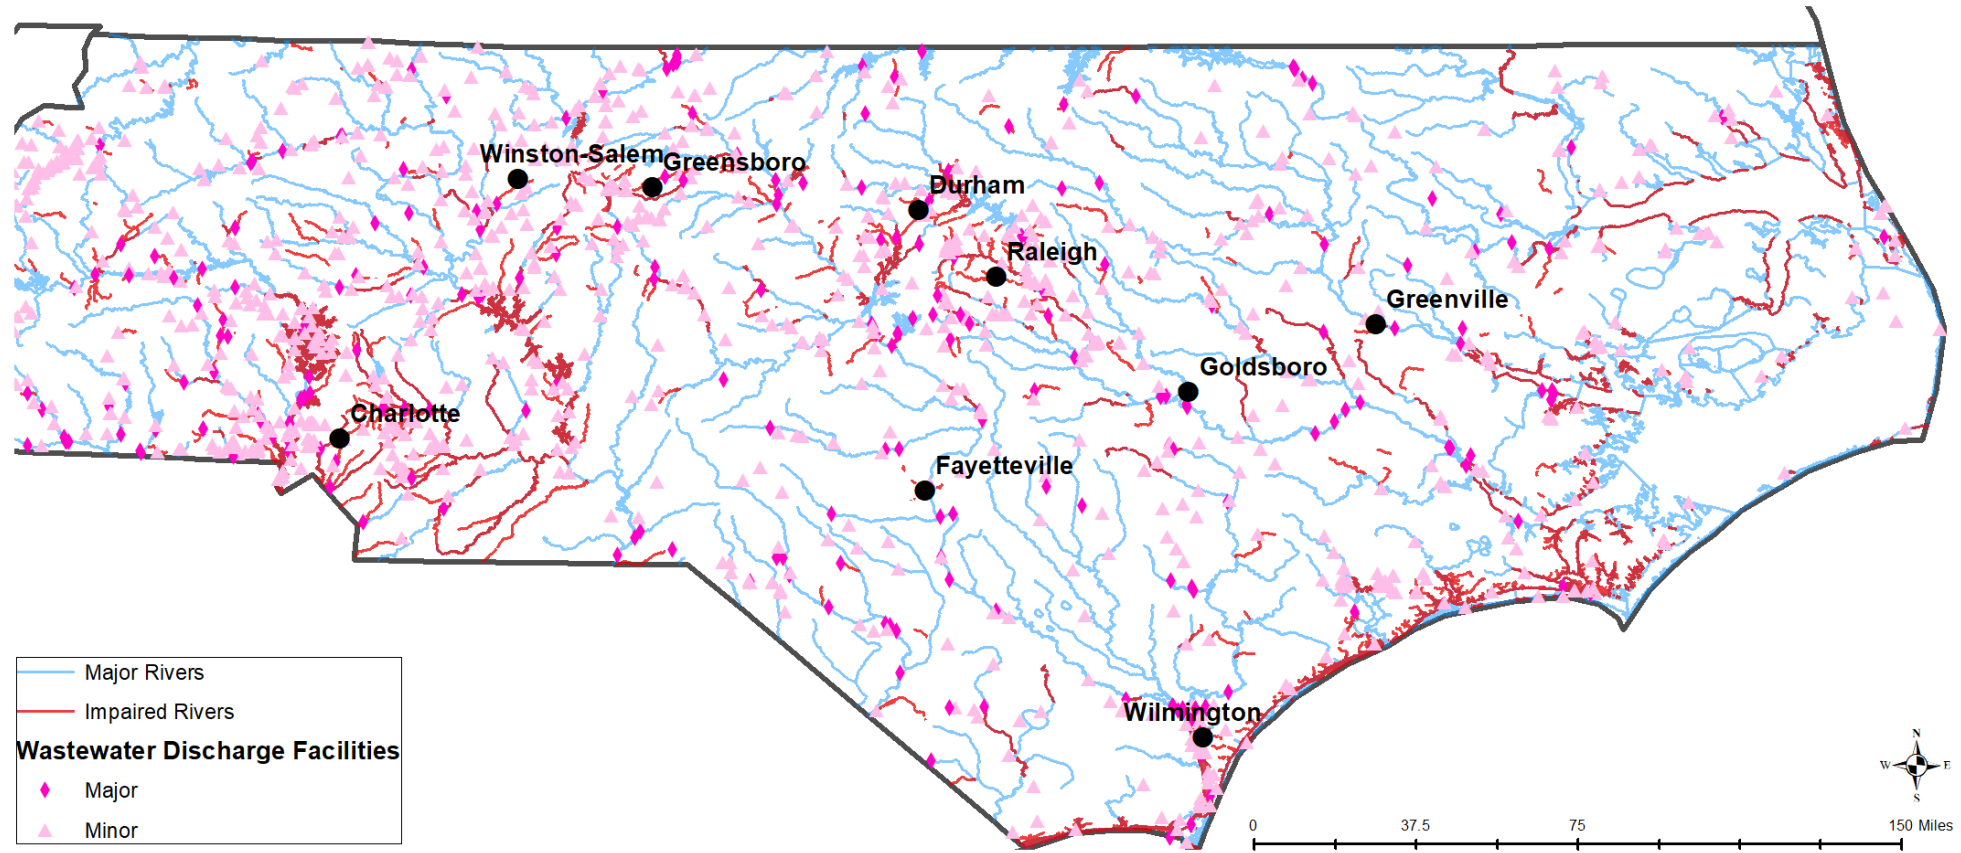 Winston-Salem
Greensboro
Durham
Raleigh
Greenville
Goldsboro
Charlotte
Fayetteville
Wilmington
Major Rivers
Impaired Rivers
Wastewater Discharge Facilities
Major
Minor
N
W E
S
0 37.5 75 150 Miles